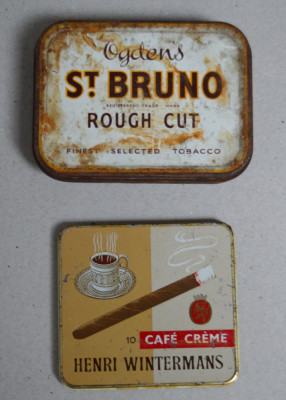 Ogdens
ST BRUNO
REGISTERED TRADE MARK
ROUGH CUT
FINEST SELECTED TOBACCO
10 CAFÉ CRÈME
HENRI WINTERMANS